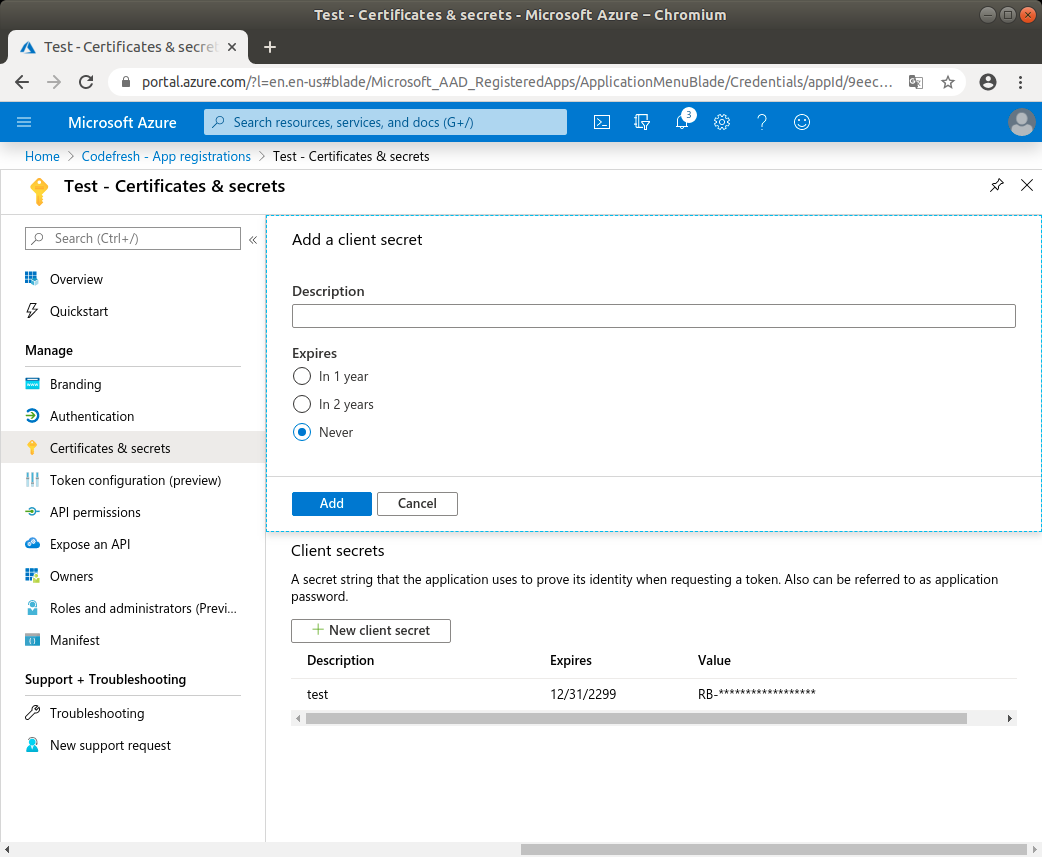 Test - Certificates & secrets - Microsoft Azure – Chromium
Test - Certificates & secret
portal.azure.com/?l=en.en-us#blade/Microsoft_AAD_RegisteredApps/ApplicationMenuBlade/Credentials/appId/9eec...
Microsoft Azure
Search resources, services, and docs (G+/)
3
Home > Codefresh - App registrations > Test - Certificates & secrets
Test - Certificates & secrets
Search (Ctrl+/)
«
Overview
Quickstart
Manage
Branding
Authentication
Certificates & secrets
Token configuration (preview)
API permissions
Expose an API
Owners
Roles and administrators (Previ...
Manifest
Support + Troubleshooting
Troubleshooting
New support request
Add a client secret
Description
Expires
In 1 year
In 2 years
Never
Add Cancel
Client secrets
A secret string that the application uses to prove its identity when requesting a token. Also can be referred to as application
password.
+ New client secret
Description Expires Value
test 12/31/2299 RB-******************